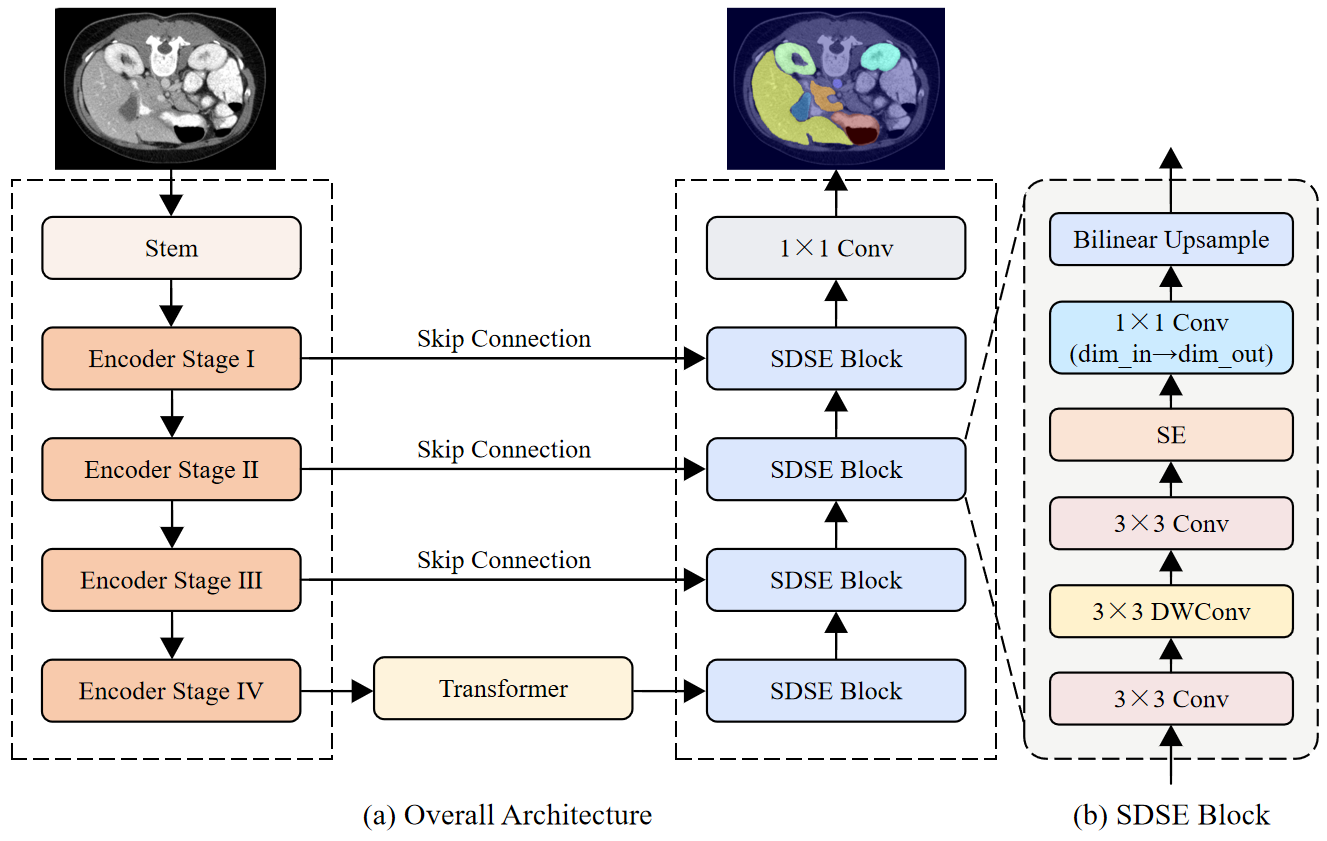 Stem
Encoder Stage I
Encoder Stage II
Encoder Stage III
Encoder Stage IV
Skip Connection
Skip Connection
Skip Connection
Transformer
1×1 Conv
SDSE Block
SDSE Block
SDSE Block
SDSE Block
(a) Overall Architecture
Bilinear Upsample
1×1 Conv
(dim_in→dim_out)
SE
3×3 Conv
3×3 DWConv
3×3 Conv
(b) SDSE Block